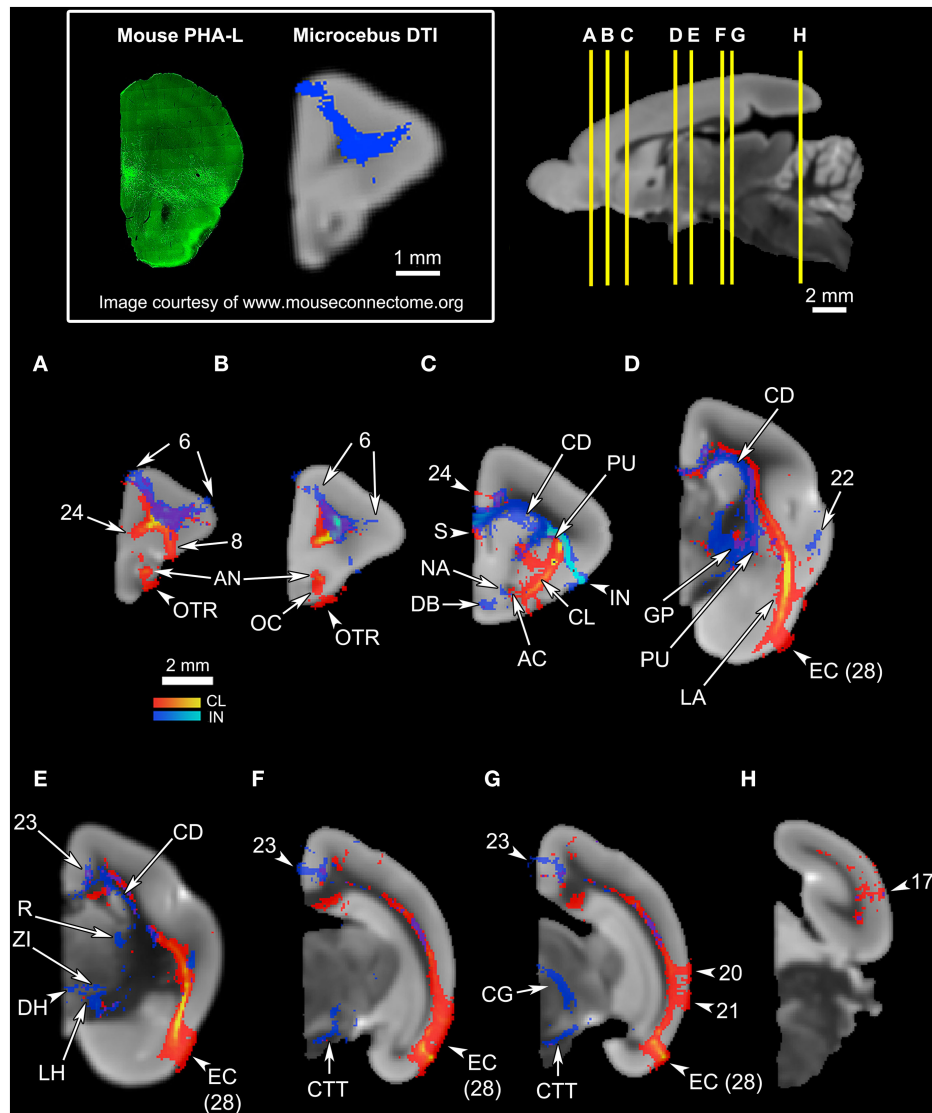 Mouse PHA-L Microcebus DTI
1 mm
Image courtesy of www.mouseconnectome.org
A B C D E F G H
2 mm
A
6
24
8
AN
OTR
2 mm
CL
IN
B
6
OC
OTR
C
24
S
NA
DB
AC
CL
IN
CD
PU
D
CD
22
GP
PU
LA
EC (28)
E
23
CD
R
ZI
DH
LH
EC
(28)
F
23
CTT
EC
(28)
G
23
CG
CTT
20
21
EC (28)
H
17